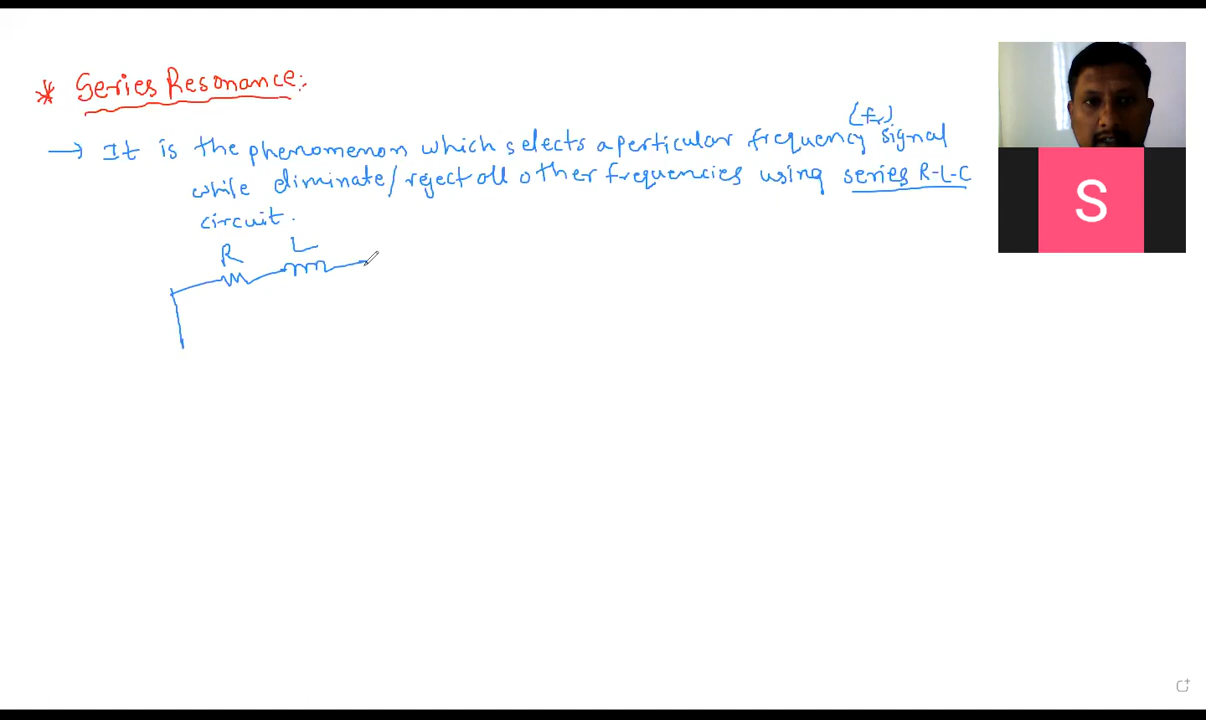 * Series Resonance:
(fr)
→ It is the phenomenon which selects a perticular frequency signal
while eliminate/reject all other frequencies using series R-L-C
circuit.
R L
S